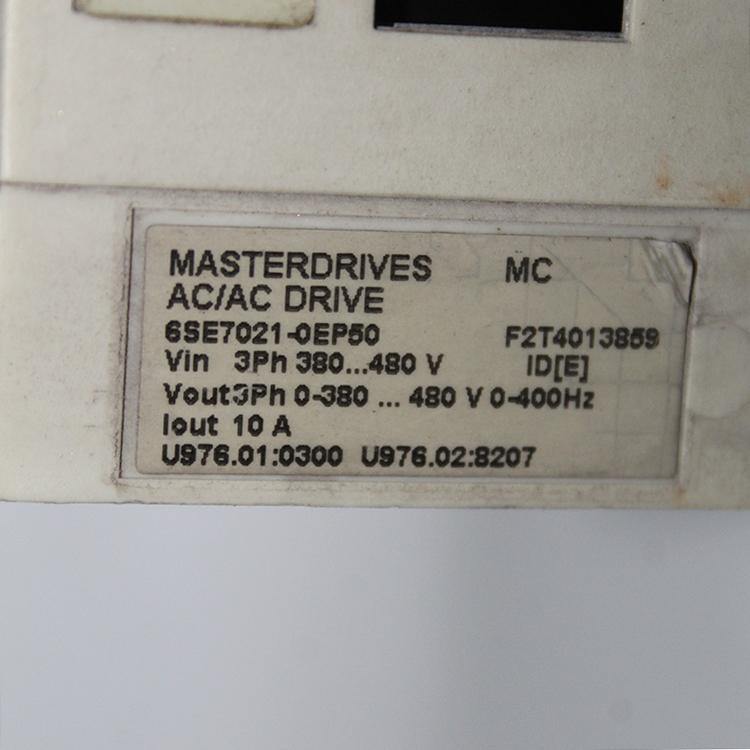 MASTERDRIVES MC
AC/AC DRIVE
6SE7021-0EP50 F2T4013859
Vin 3Ph 380...480 V ID[E]
Vout3Ph 0-380 ... 480 V 0-400Hz
Iout 10 A
U976.01:0300 U976.02:8207